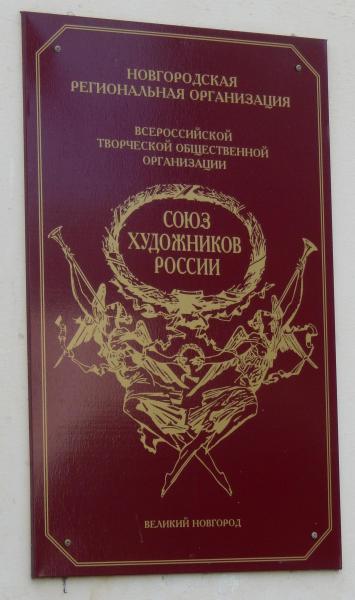 НОВГОРОДСКАЯ
РЕГИОНАЛЬНАЯ ОРГАНИЗАЦИЯ
ВСЕРОССИЙСКОЙ
ТВОРЧЕСКОЙ ОБЩЕСТВЕННОЙ
ОРГАНИЗАЦИИ
СОЮЗ
ХУДОЖНИКОВ
РОССИИ
ВЕЛИКИЙ НОВГОРОД